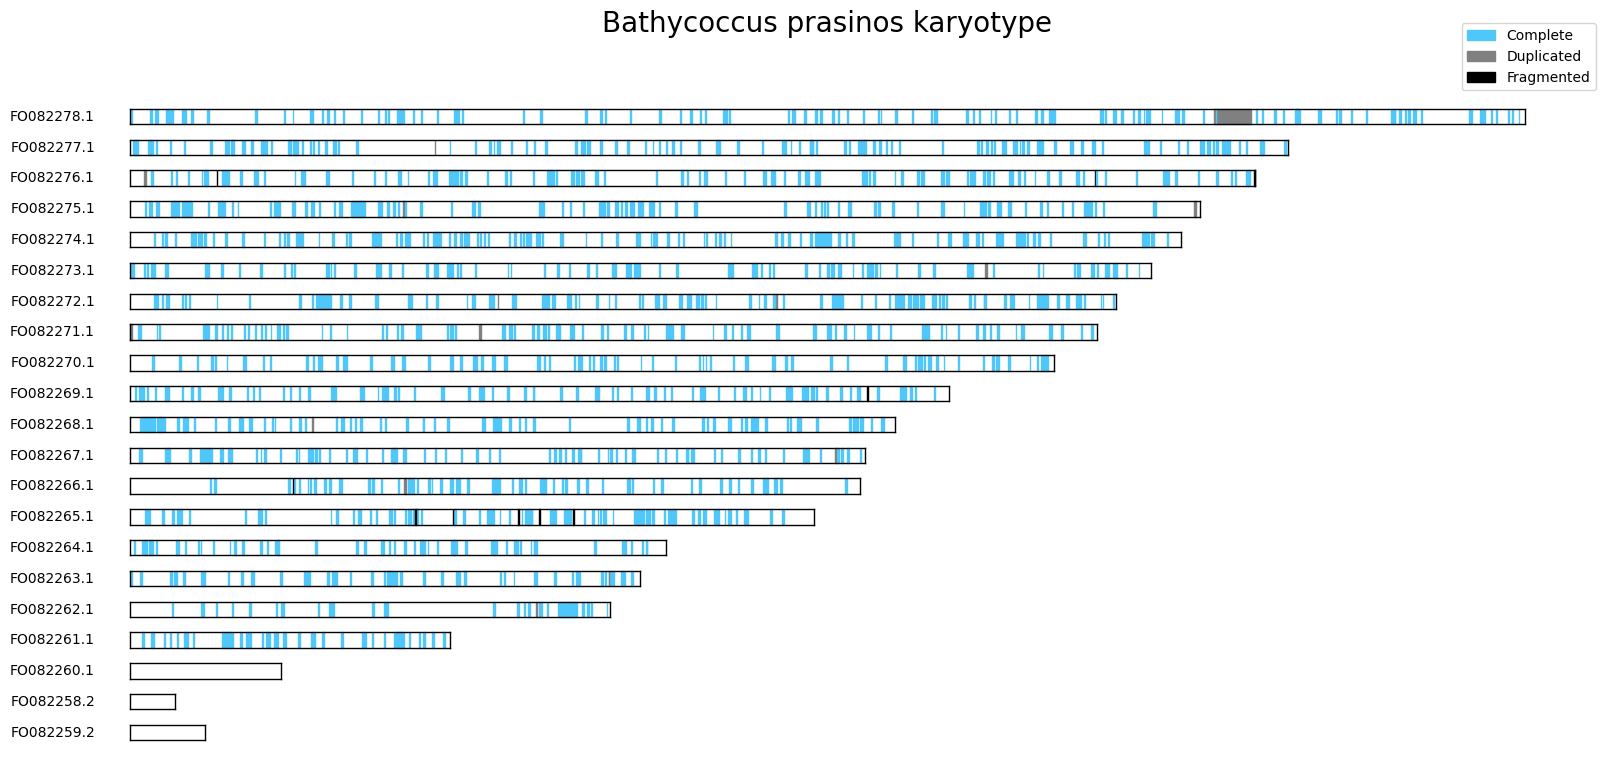 Bathycoccus prasinos karyotype
Complete
Duplicated
Fragmented
FO082278.1
FO082277.1
FO082276.1
FO082275.1
FO082274.1
FO082273.1
FO082272.1
FO082271.1
FO082270.1
FO082269.1
FO082268.1
FO082267.1
FO082266.1
FO082265.1
FO082264.1
FO082263.1
FO082262.1
FO082261.1
FO082260.1
FO082258.2
FO082259.2